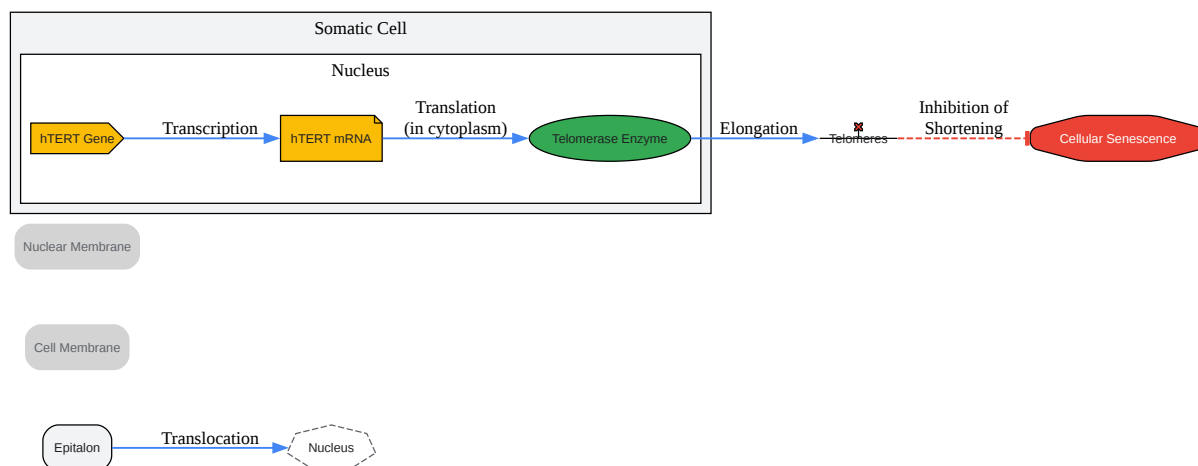 Somatic Cell
Nucleus
hTERT Gene
Transcription
hTERT mRNA
Translation
(in cytoplasm)
Telomerase Enzyme
Elongation
Telomeres
Inhibition of
Shortening
Cellular Senescence
Nuclear Membrane
Cell Membrane
Epitalon
Translocation
Nucleus